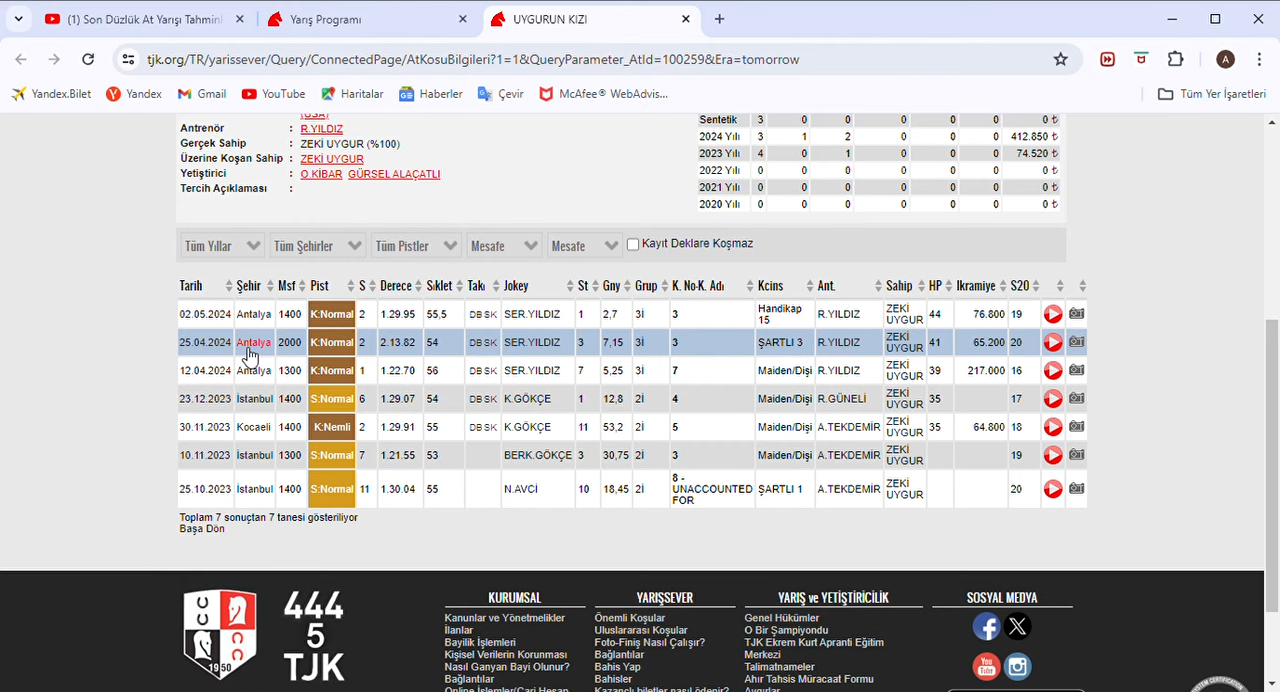 (1) Son Düzlük At Yarışı Tahminl
Yarış Programı
UYGURUN KIZI
tjk.org/TR/yarissever/Query/ConnectedPage/AtKosuBilgileri?1=1&QueryParameter_AtId=100259&Era=tomorrow
A
Yandex.Bilet
Yandex
Gmail
YouTube
Haritalar
Haberler
Çevir
McAfee® WebAdvis...
Tüm Yer İşaretleri
(USA)
Antrenör : R.YILDIZ
Gerçek Sahip : ZEKİ UYGUR (%100)
Üzerine Koşan Sahip : ZEKİ UYGUR
Yetiştirici : O KİBAR GÜRSEL ALAÇATLI
Tercih Açıklaması :
Sentetik 3 0 0 0 0 0 0 ₺
2024 Yılı 3 1 2 0 0 0 412.850 ₺
2023 Yılı 4 0 1 0 0 0 74.520 ₺
2022 Yılı 0 0 0 0 0 0 0 ₺
2021 Yılı 0 0 0 0 0 0 0 ₺
2020 Yılı 0 0 0 0 0 0 0 ₺
Tüm Yıllar Tüm Şehirler Tüm Pistler Mesafe Mesafe Kayıt Deklare Koşmaz
Tarih Şehir Msf Pist S Derece Sıklet Takı Jokey St Gny Grup K. No-K. Adı Kcins Ant. Sahip HP Ikramiye S20
02.05.2024 Antalya 1400 K:Normal 2 1.29.95 55,5 DB SK SER.YILDIZ 1 2,7 3İ 3 Handikap 15 R.YILDIZ ZEKİ UYGUR 44 76.800 19
25.04.2024 Antalya 2000 K:Normal 2 2.13.82 54 DB SK SER.YILDIZ 3 7,15 3İ 3 ŞARTLI 3 R.YILDIZ ZEKİ UYGUR 41 65.200 20
12.04.2024 Antalya 1300 K:Normal 1 1.22.70 56 DB SK SER.YILDIZ 7 5,25 3İ 7 Maiden/Dişi R.YILDIZ ZEKİ UYGUR 39 217.000 16
23.12.2023 İstanbul 1400 S:Normal 6 1.29.07 54 DB SK K.GÖKÇE 1 12,8 2İ 4 Maiden/Dişi R.GÜNELİ ZEKİ UYGUR 35 17
30.11.2023 Kocaeli 1400 K:Nemli 2 1.29.91 55 DB SK K.GÖKÇE 11 53,2 2İ 5 Maiden/Dişi A.TEKDEMİR ZEKİ UYGUR 35 64.800 18
10.11.2023 İstanbul 1300 S:Normal 7 1.21.55 53 BERK.GÖKÇE 3 30,75 2İ 3 Maiden/Dişi A.TEKDEMİR ZEKİ UYGUR 19
25.10.2023 İstanbul 1400 S:Normal 11 1.30.04 55 N.AVCİ 10 18,45 2İ 8 - UNACCOUNTED FOR ŞARTLI 1 A.TEKDEMİR ZEKİ UYGUR 20
Toplam 7 sonuçtan 7 tanesi gösteriliyor
Başa Dön
1950
444
5
TJK
KURUMSAL
Kanunlar ve Yönetmelikler
İlanlar
Bayilik İşlemleri
Kişisel Verilerin Korunması
Nasıl Ganyan Bayi Olunur?
Bağlantılar
YARIŞSEVER
Önemli Koşular
Uluslararası Koşular
Foto-Finiş Nasıl Çalışır?
Bağlantılar
Bahis Yap
Bahisler
YARIŞ ve YETİŞTİRİCİLİK
Genel Hükümler
O Bir Şampiyondu
TJK Ekrem Kurt Apranti Eğitim
Merkezi
Talimatnameler
Ahır Tahsis Müracaat Formu
SOSYAL MEDYA
You
Tube